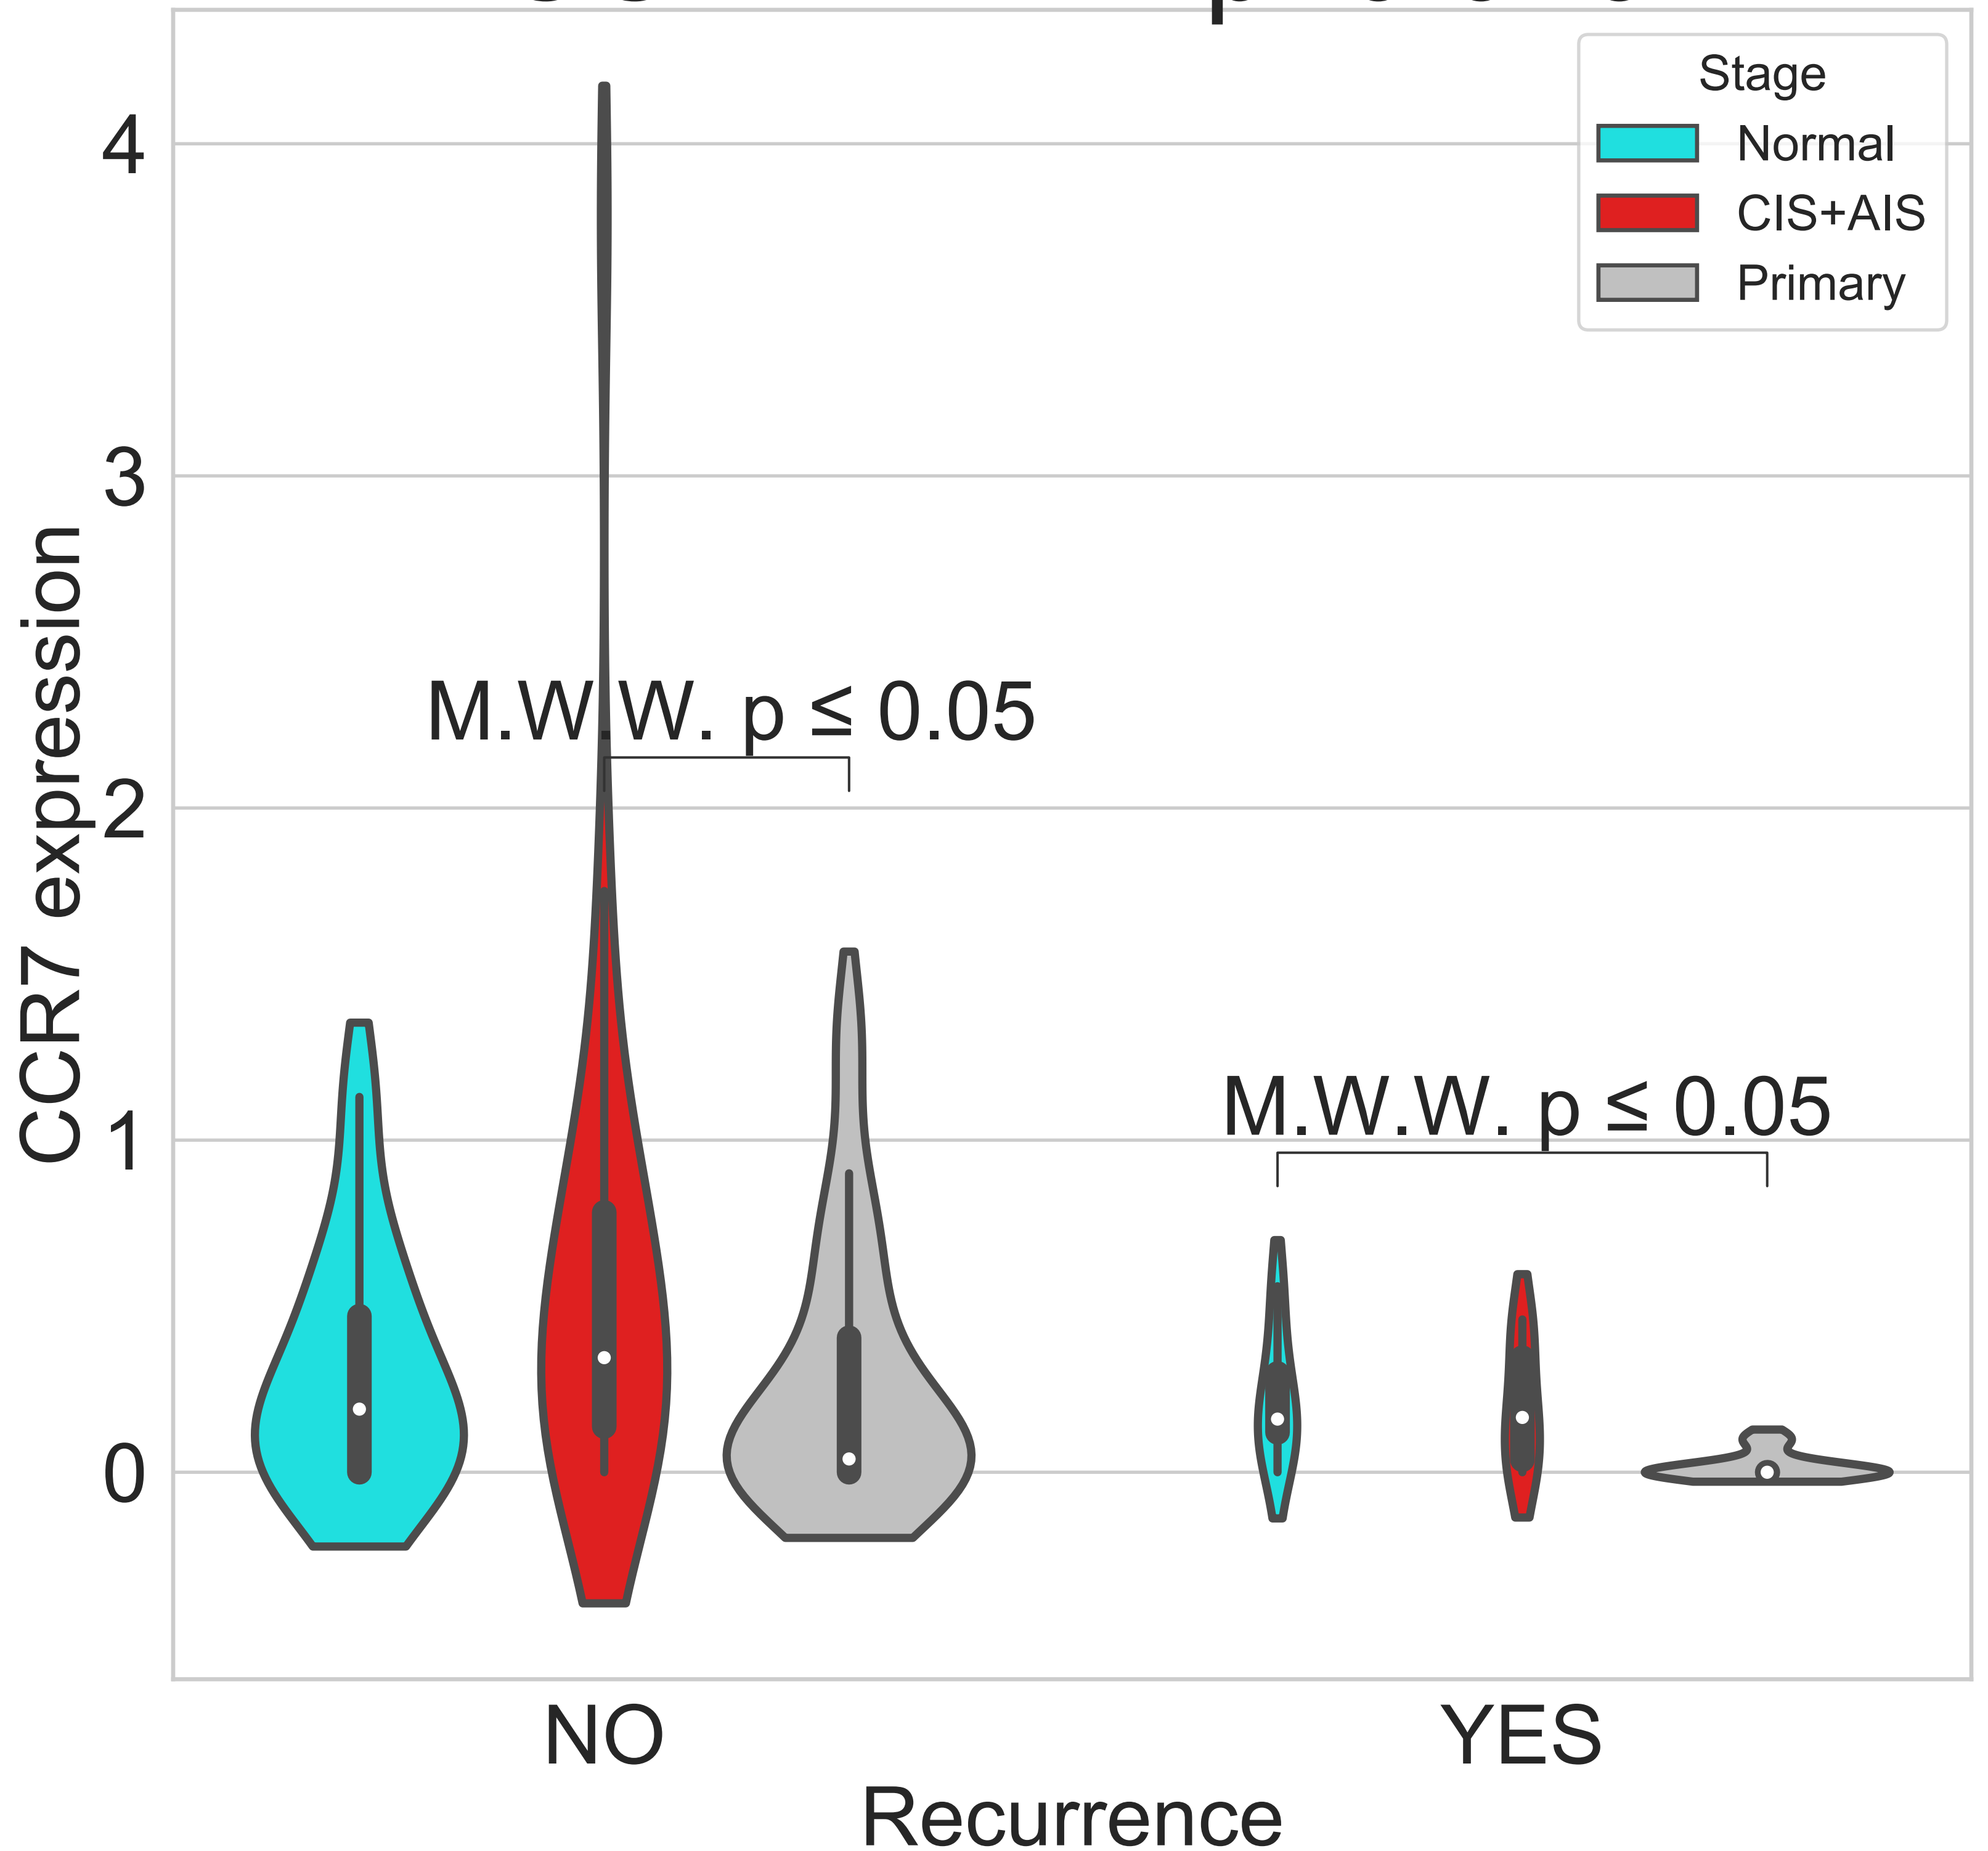 Stage
Normal
CIS+AIS
Primary
4
3
2
1
0
CCR7 expression
M.W.W. p ≤ 0.05
M.W.W. p ≤ 0.05
NO
YES
Recurrence